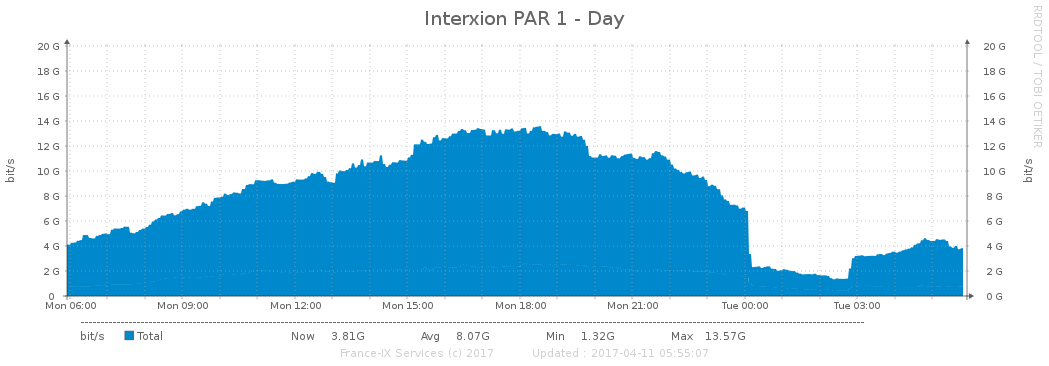 Interxion PAR 1 - Day
RRDTOOL / TOBI OETIKER
20 G 20 G
18 G 18 G
16 G 16 G
14 G 14 G
12 G 12 G
10 G 10 G
8 G 8 G
6 G 6 G
4 G 4 G
2 G 2 G
0 0 G
bit/s
bit/s
Mon 06:00 Mon 09:00 Mon 12:00 Mon 15:00 Mon 18:00 Mon 21:00 Tue 00:00 Tue 03:00
bit/s Total Now 3.81G Avg 8.07G Min 1.32G Max 13.57G
France-IX Services (c) 2017 Updated : 2017-04-11 05:55:07